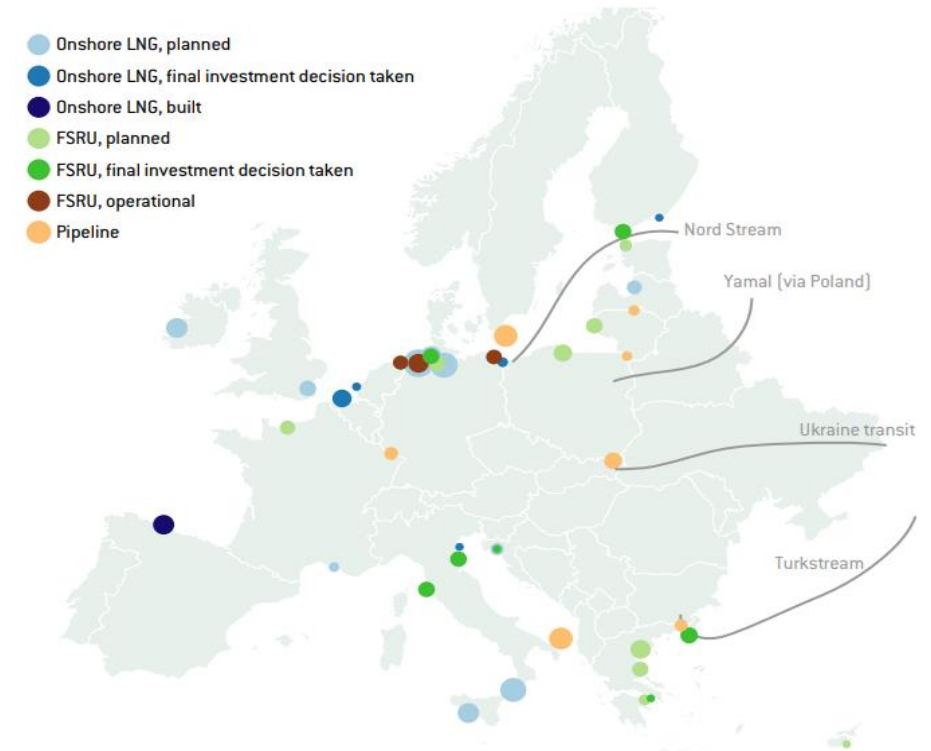 Onshore LNG, planned
Onshore LNG, final investment decision taken
Onshore LNG, built
FSRU, planned
FSRU, final investment decision taken
FSRU, operational
Pipeline
Nord Stream
Yamal (via Poland)
Ukraine transit
Turkstream